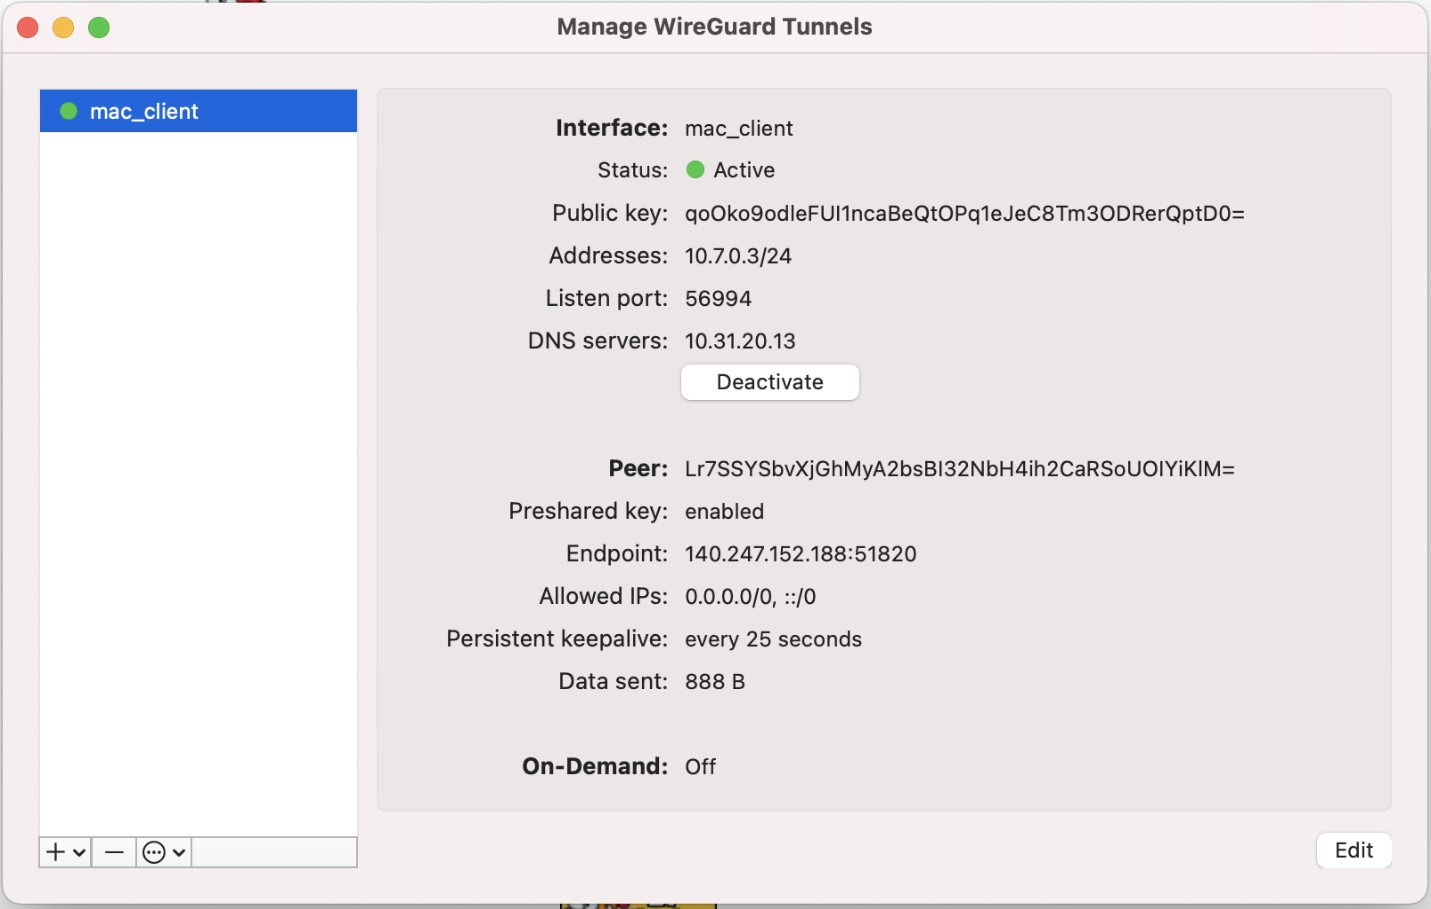 Manage WireGuard Tunnels
mac_client
Interface: mac_client
Status: Active
Public key: qoOko9odleFUI1ncaBeQtOPq1eJeC8Tm3ODRerQptD0=
Addresses: 10.7.0.3/24
Listen port: 56994
DNS servers: 10.31.20.13
Deactivate
Peer: Lr7SSYSbvXjGhMyA2bsBI32NbH4ih2CaRSoUOIYiKlM=
Preshared key: enabled
Endpoint: 140.247.152.188:51820
Allowed IPs: 0.0.0.0/0, ::/0
Persistent keepalive: every 25 seconds
Data sent: 888 B
On-Demand: Off
Edit